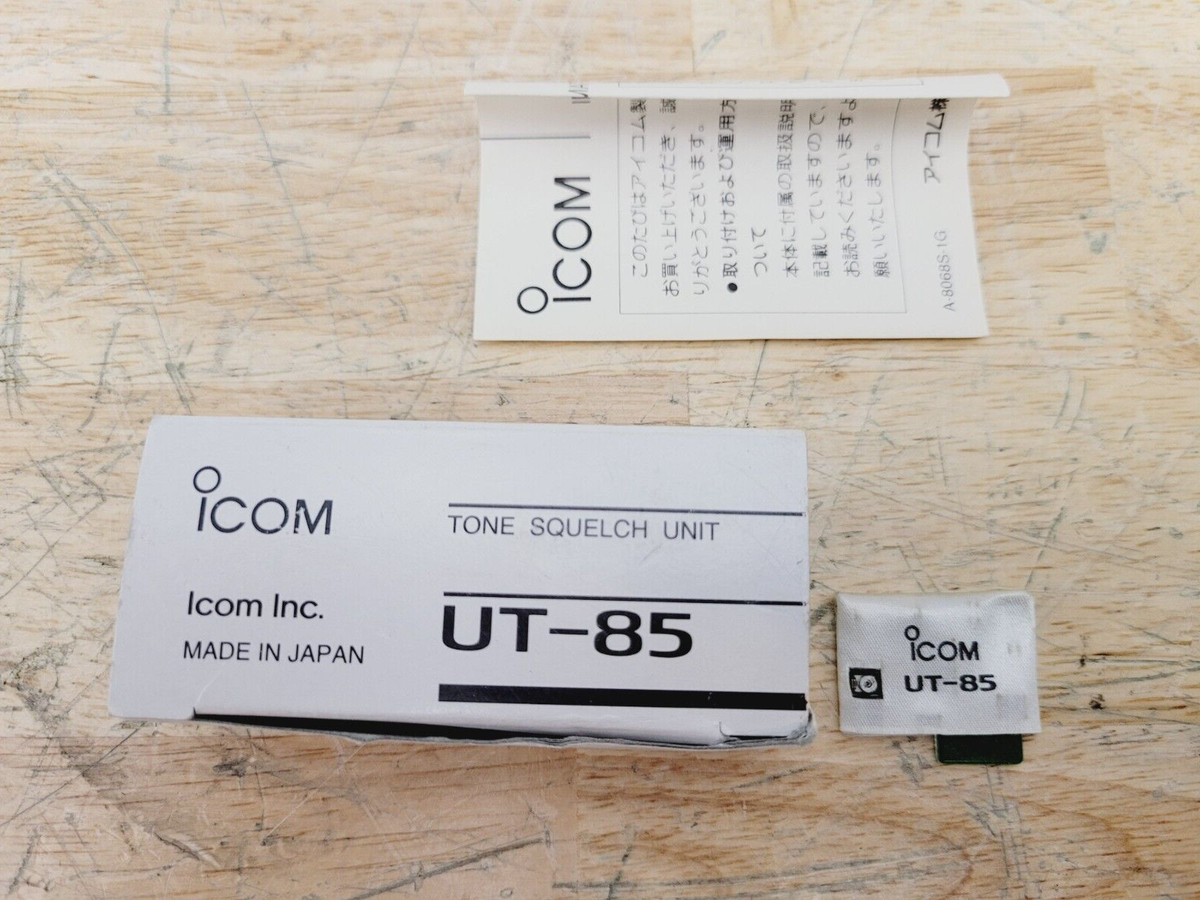 ICOM
このたびはアイコム製
お買い上げいただき、誠
りがとうございます。
●取り付けおよび運用方
ついて
本体に付属の取扱説明
記載していますので、
お読みくださいますよ
願いいたします。
アイコム株
A-8068S-1G
ICOM
Icom Inc.
MADE IN JAPAN
TONE SQUELCH UNIT
UT-85
ICOM
UT-85